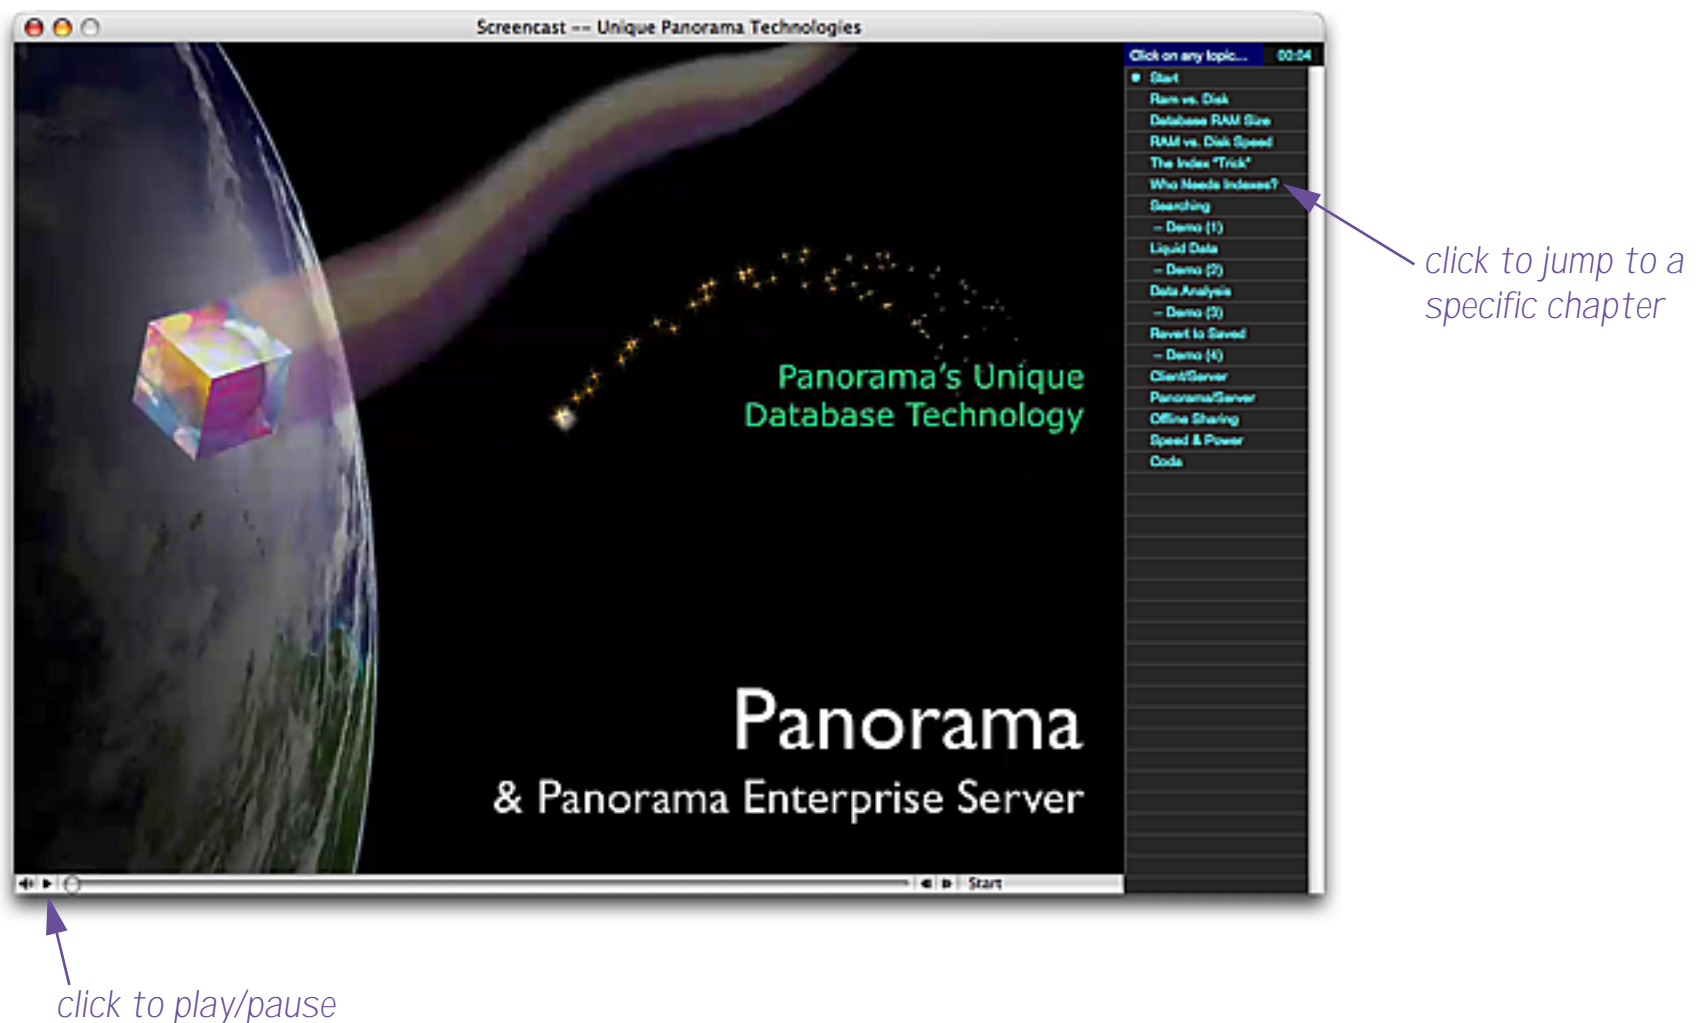 Screencast -- Unique Panorama Technologies
Click on any topic... 00:04
Start
Ram vs. Disk
Database RAM Size
RAM vs. Disk Speed
The Index "Trick"
Who Needs Indexes?
Searching
– Demo (1)
Liquid Data
– Demo (2)
Data Analysis
– Demo (3)
Revert to Saved
– Demo (4)
Client/Server
Panorama/Server
Offline Sharing
Speed & Power
Coda
click to jump to a
specific chapter
Panorama's Unique
Database Technology
Panorama
& Panorama Enterprise Server
Start
click to play/pause